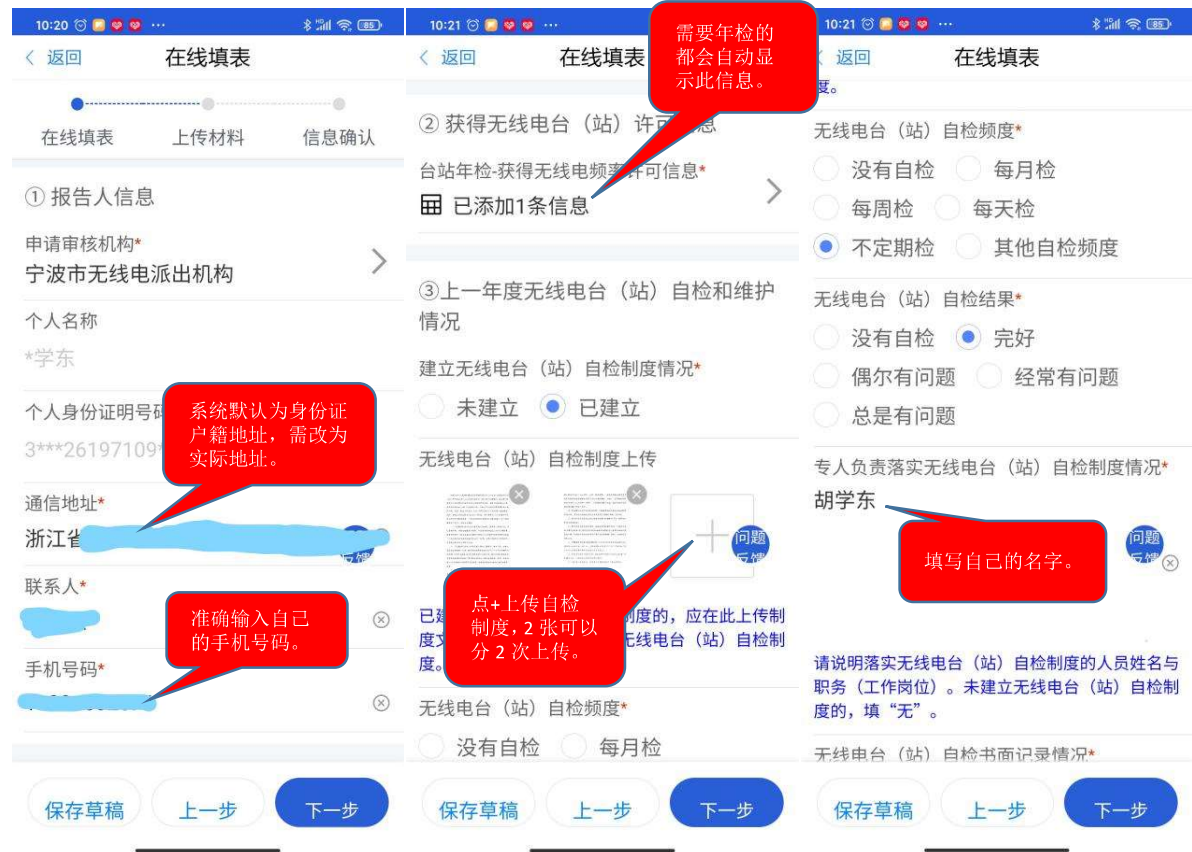 10:20
85
返回
在线填表
在线填表
上传材料
信息确认
① 报告人信息
申请审核机构*
宁波市无线电派出机构
个人名称
*学东
个人身份证明号码
3***26197109*
系统默认为身份证
户籍地址，需改为
实际地址。
通信地址*
浙江省
联系人*
准确输入自己
的手机号码。
手机号码*
保存草稿
上一步
下一步
10:21
返回
在线填表
需要年检的
都会自动显
示此信息。
② 获得无线电台（站）许可信息
台站年检-获得无线电频率许可信息*
已添加1条信息
③上一年度无线电台（站）自检和维护
情况
建立无线电台（站）自检制度情况*
未建立
已建立
无线电台（站）自检制度上传
问题
反馈
点+上传自检
制度，2 张可以
分 2 次上传。
已建
制度的，应在此上传制
度文
无线电台（站）自检制
度。
无线电台（站）自检频度*
没有自检
每月检
保存草稿
上一步
下一步
10:21
85
返回
在线填表
度。
无线电台（站）自检频度*
没有自检
每月检
每周检
每天检
不定期检
其他自检频度
无线电台（站）自检结果*
没有自检
完好
偶尔有问题
经常有问题
总是有问题
专人负责落实无线电台（站）自检制度情况*
胡学东
填写自己的名字。
问题
反馈
请说明落实无线电台（站）自检制度的人员姓名与
职务（工作岗位）。未建立无线电台（站）自检制
度的，填“无”。
无线电台（站）自检书面记录情况*
保存草稿
上一步
下一步